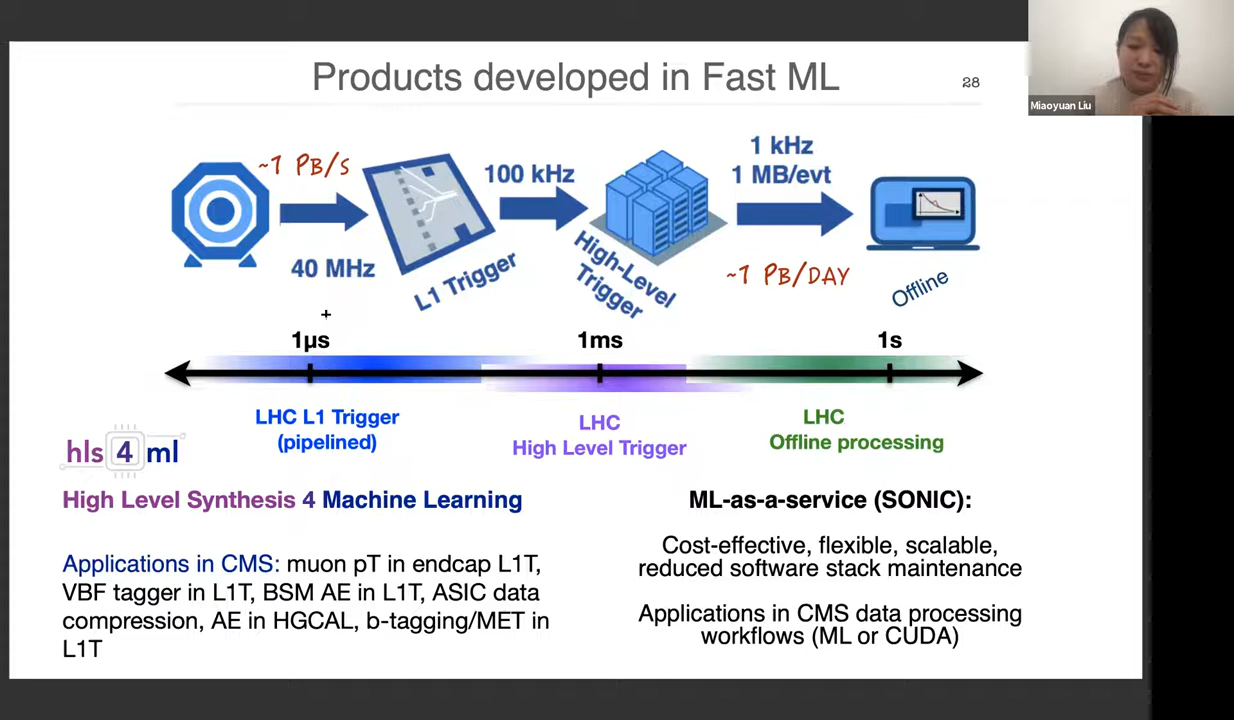 Products developed in Fast ML
28
Miaoyuan Liu
~1 PB/S
40 MHz
L1 Trigger
100 kHz
High-Level
Trigger
1 kHz
1 MB/evt
~1 PB/DAY
Offline
1μs
1ms
1s
LHC L1 Trigger
(pipelined)
LHC
High Level Trigger
LHC
Offline processing
hls 4 ml
High Level Synthesis 4 Machine Learning
Applications in CMS: muon pT in endcap L1T,
VBF tagger in L1T, BSM AE in L1T, ASIC data
compression, AE in HGCAL, b-tagging/MET in
L1T
ML-as-a-service (SONIC):
Cost-effective, flexible, scalable,
reduced software stack maintenance
Applications in CMS data processing
workflows (ML or CUDA)